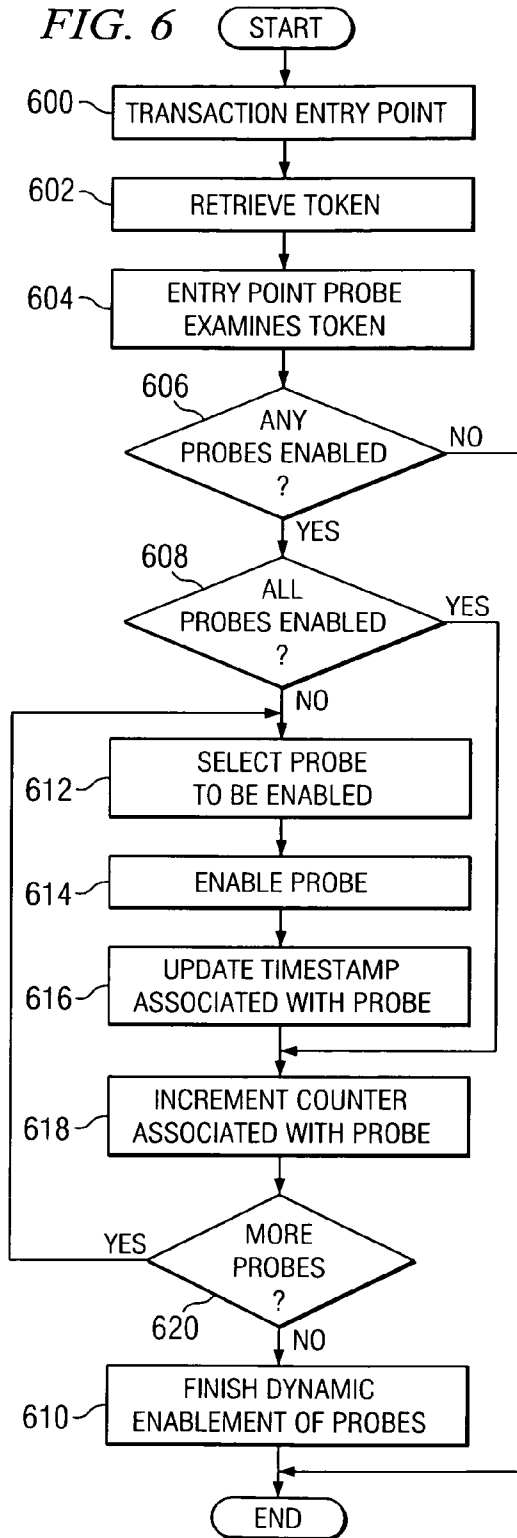 FIG. 6
START
600
TRANSACTION ENTRY POINT
602
RETRIEVE TOKEN
604
ENTRY POINT PROBE
EXAMINES TOKEN
606
ANY
PROBES ENABLED
?
NO
YES
608
ALL
PROBES ENABLED
?
YES
NO
612
SELECT PROBE
TO BE ENABLED
614
ENABLE PROBE
616
UPDATE TIMESTAMP
ASSOCIATED WITH PROBE
618
INCREMENT COUNTER
ASSOCIATED WITH PROBE
YES
MORE
PROBES
?
620
NO
610
FINISH DYNAMIC
ENABLEMENT OF PROBES
END